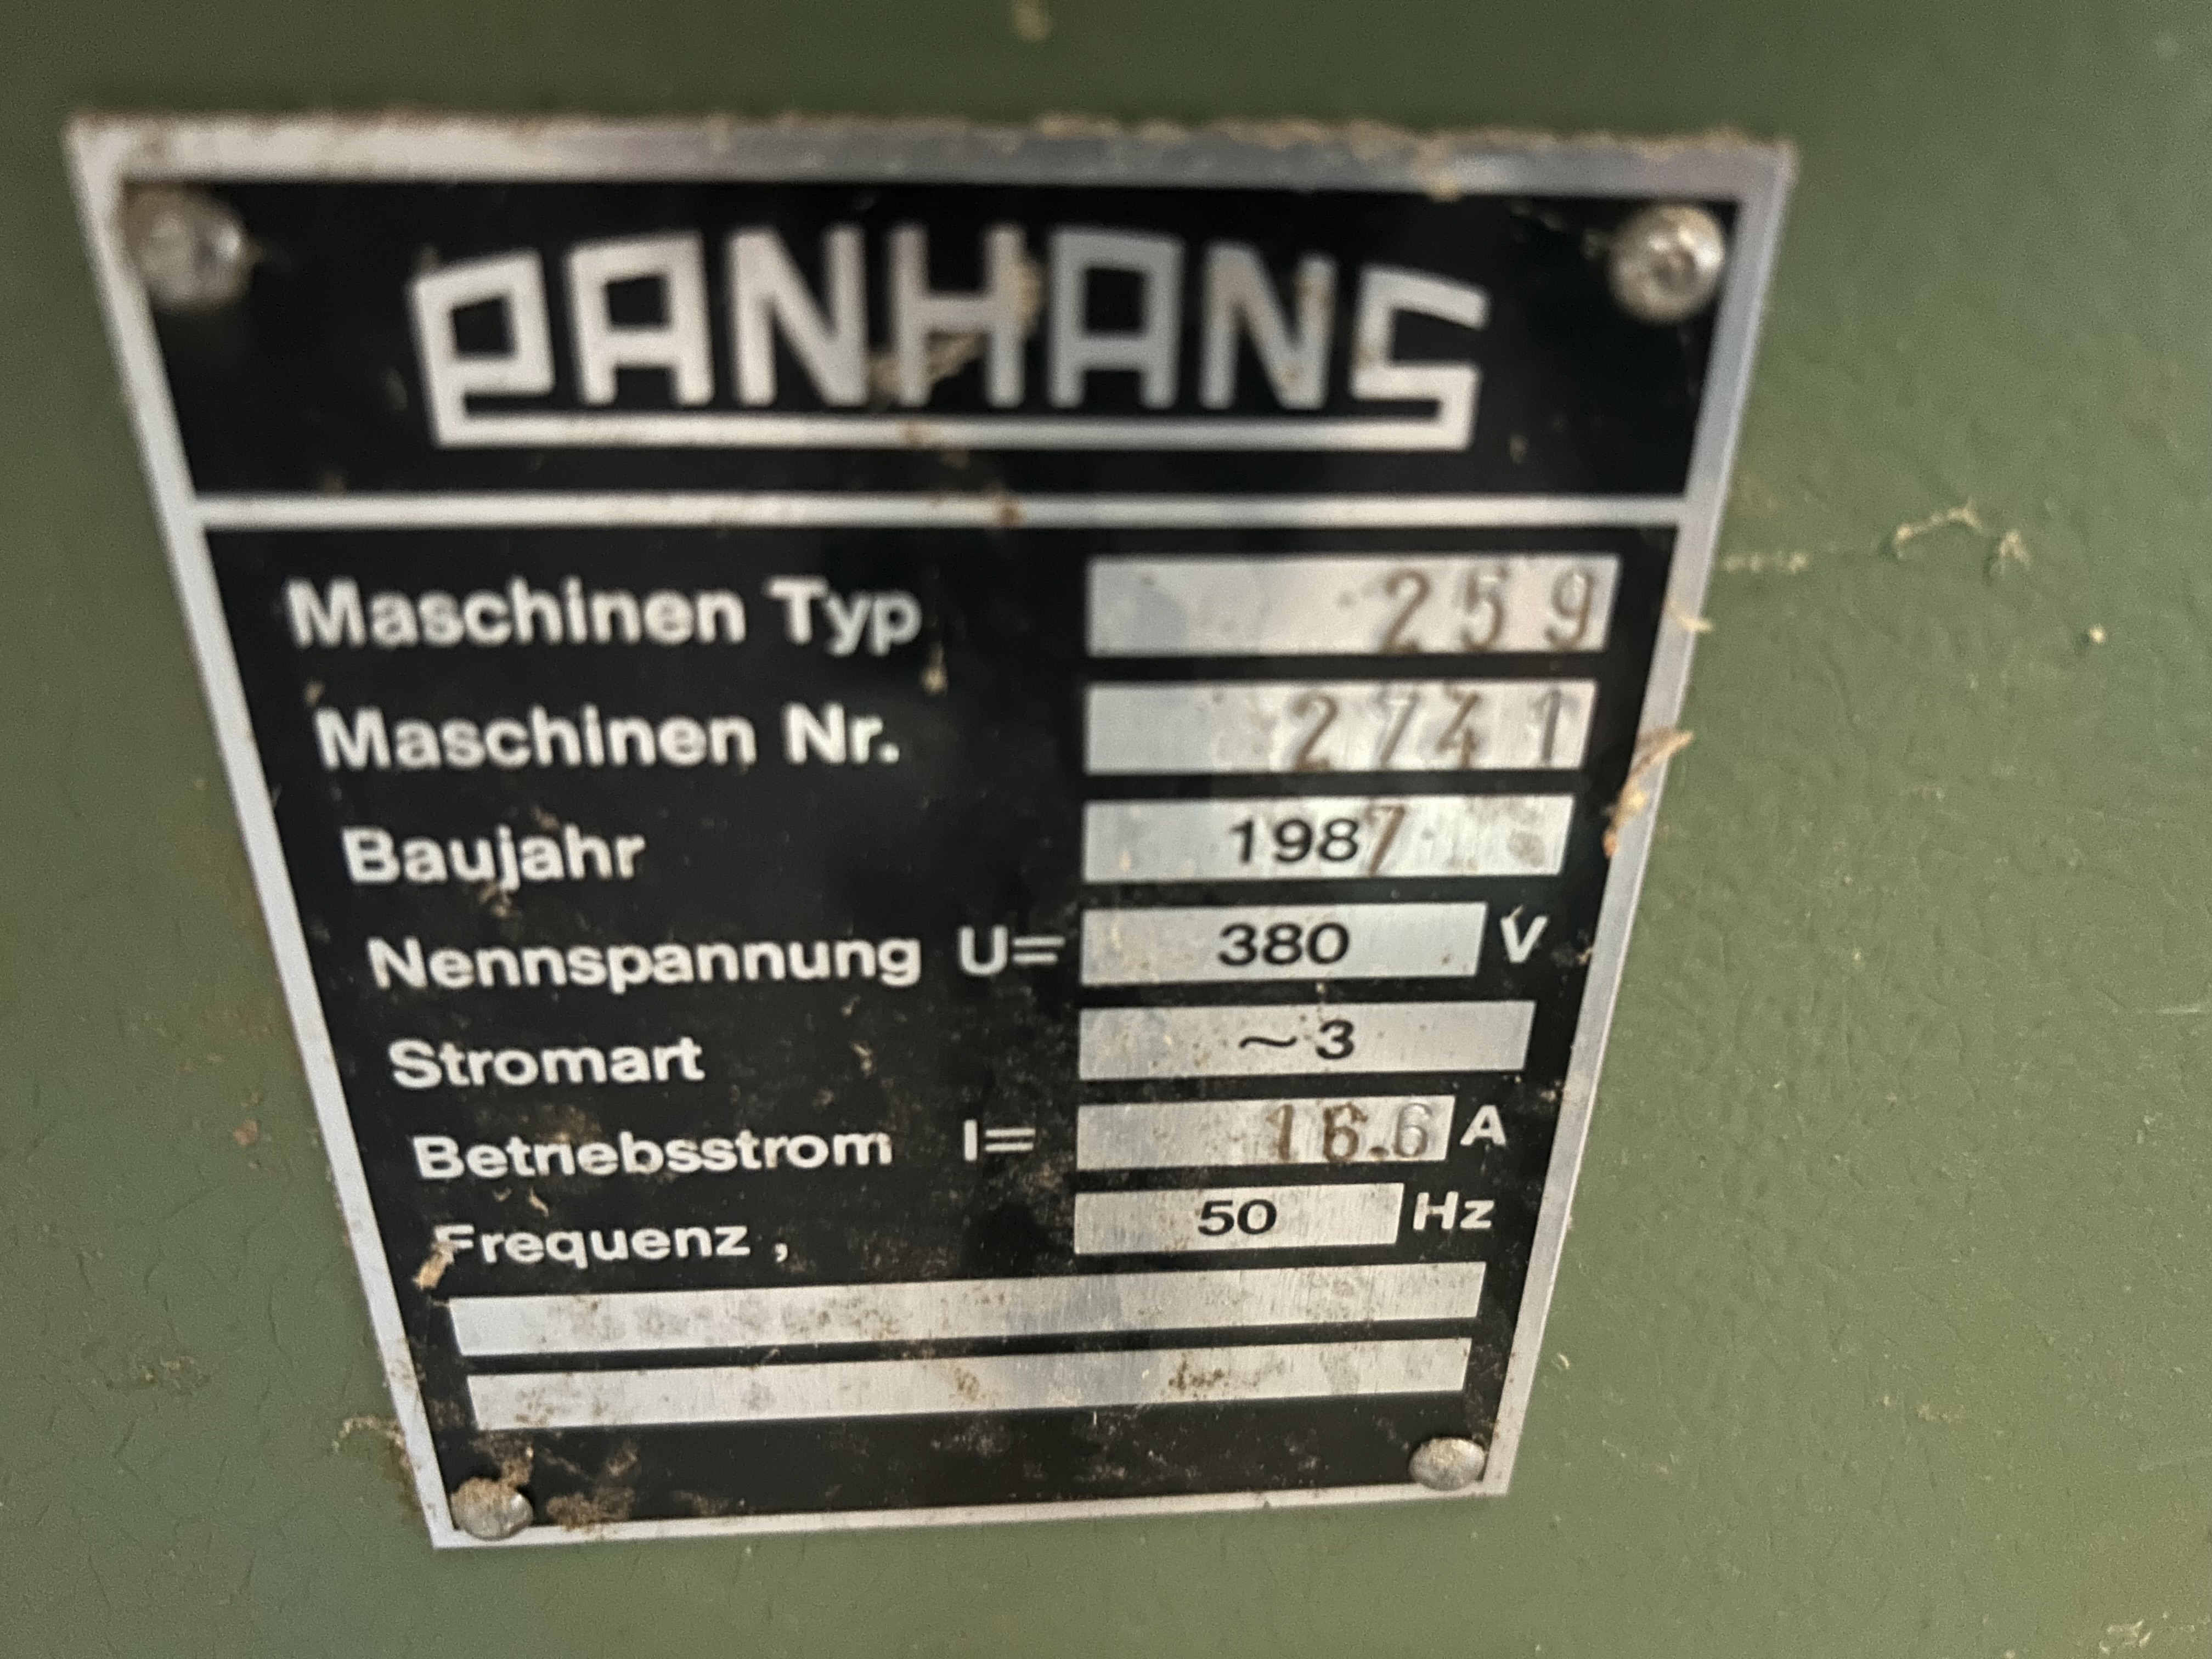 PANHANS
Maschinen Typ 259
Maschinen Nr. 2741
Baujahr 1987
Nennspannung U= 380 V
Stromart ~3
Betriebsstrom I= 16.6 A
Frequenz, 50 Hz